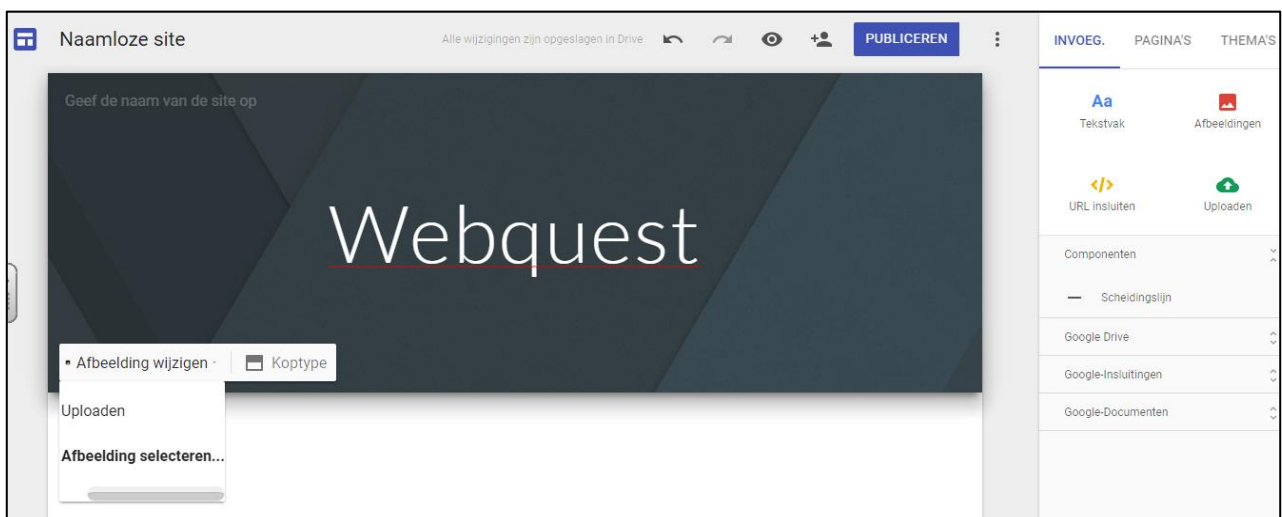 Naamloze site
Alle wijzigingen zijn opgeslagen in Drive
PUBLICEREN
INVOEG. PAGINA'S THEMA'S
Geef de naam van de site op
Webquest
Afbeelding wijzigen
Koptype
Uploaden
Afbeelding selecteren...
Aa
Tekstvak Afbeeldingen
</>
URL insluiten Uploaden
Componenten
Scheidingslijn
Google Drive
Google-Insluitingen
Google-Documenten